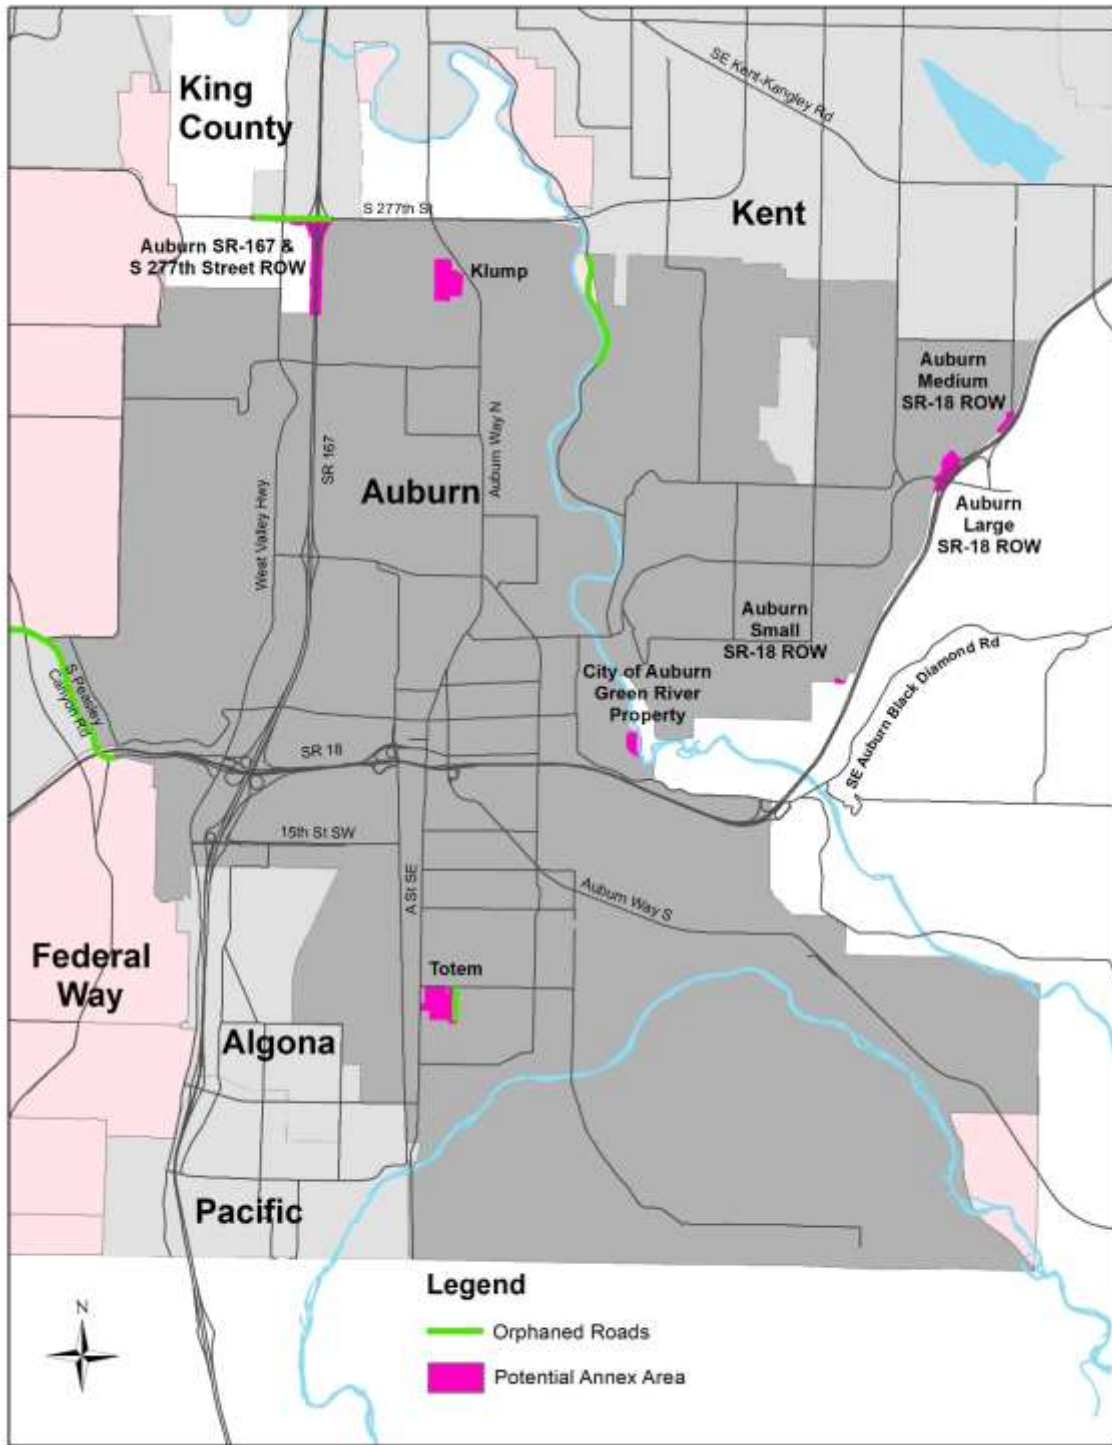 King
County
SE Kent-Kangley Rd
Kent
S 277th St
Auburn SR-167 &
S 277th Street ROW
Klump
Auburn
Medium
SR-18 ROW
SR 167
Auburn Way N
West Valley Hwy
Auburn
Auburn
Large
SR-18 ROW
Auburn
Small
SR-18 ROW
City of Auburn
Green River
Property
SE Auburn Black Diamond Rd
S Peasley
Canyon Rd
SR 18
15th St SW
A St SE
Auburn Way S
Federal
Way
Totem
Algona
Pacific
Legend
N
Orphaned Roads
Potential Annex Area